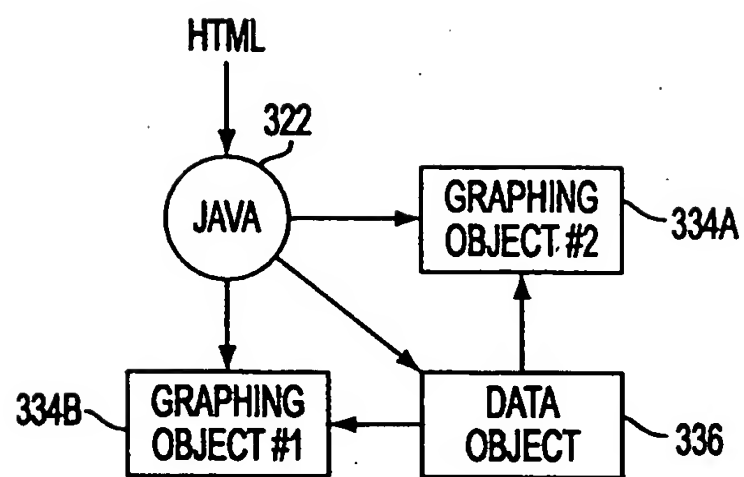 HTML
322
JAVA
GRAPHING
OBJECT #2
334A
334B
GRAPHING
OBJECT #1
DATA
OBJECT
336